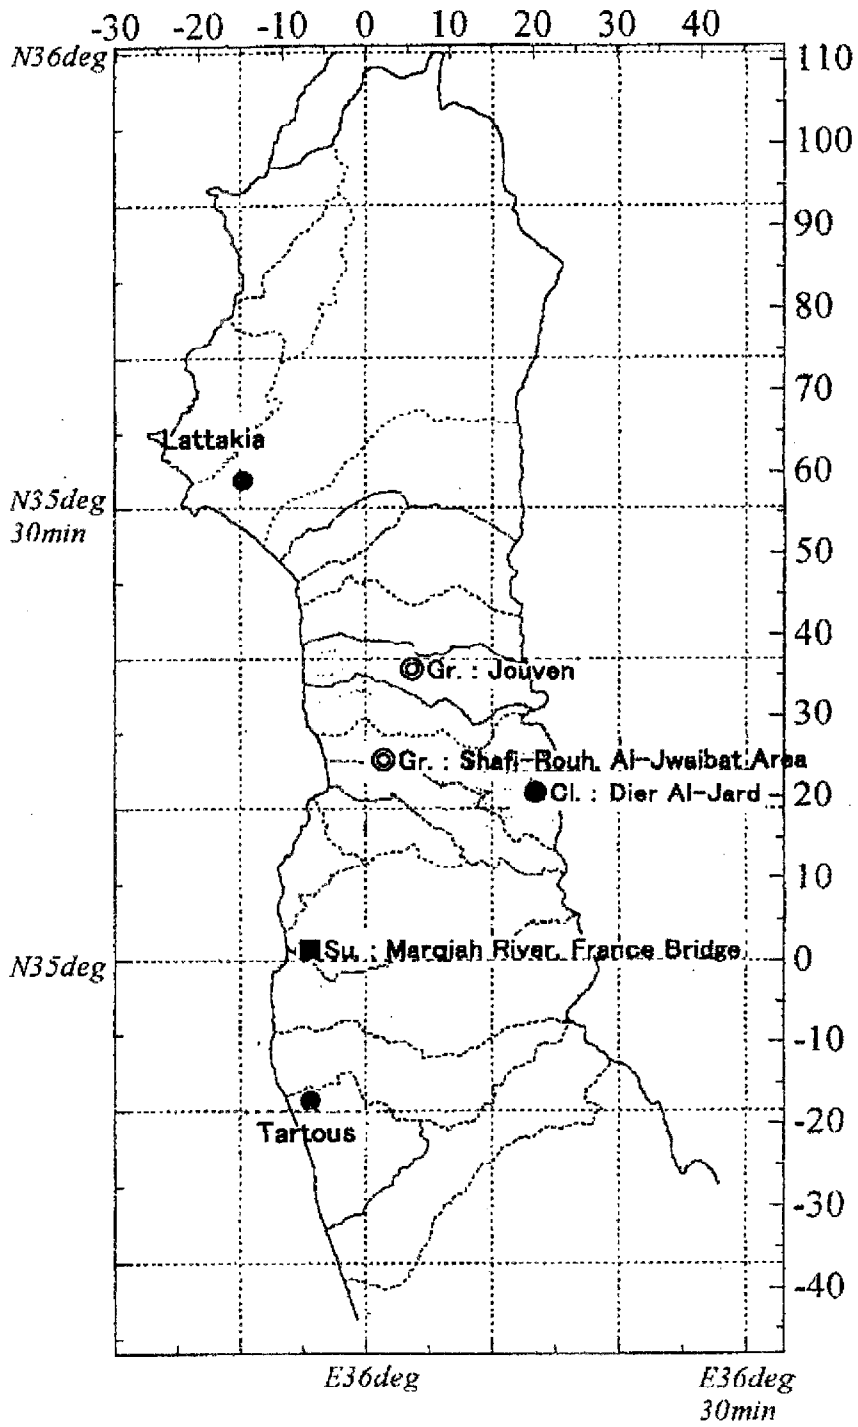 -30 -20 -10 0 10 20 30 40
N36deg
110
100
90
80
70
Lattakia
60
N35deg
30min
50
40
Gr. : Jouven
30
Gr. : Shafi-Rouh, Al-Jwaibat Area
Cl. : Dier Al-Jard
20
10
Su. : Marqiah River, France Bridge
N35deg
0
-10
-20
Tartous
-30
-40
E36deg
E36deg
30min